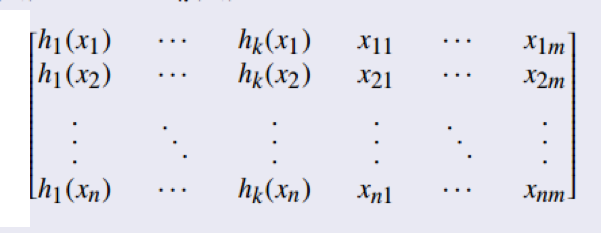 h₁(x₁) ⋯ hₖ(x₁) x₁₁ ⋯ x₁ₘ
h₁(x₂) ⋯ hₖ(x₂) x₂₁ ⋯ x₂ₘ
⋮ ⋱ ⋮ ⋮ ⋱ ⋮
h₁(xₙ) ⋯ hₖ(xₙ) xₙ₁ ⋯ xₙₘ